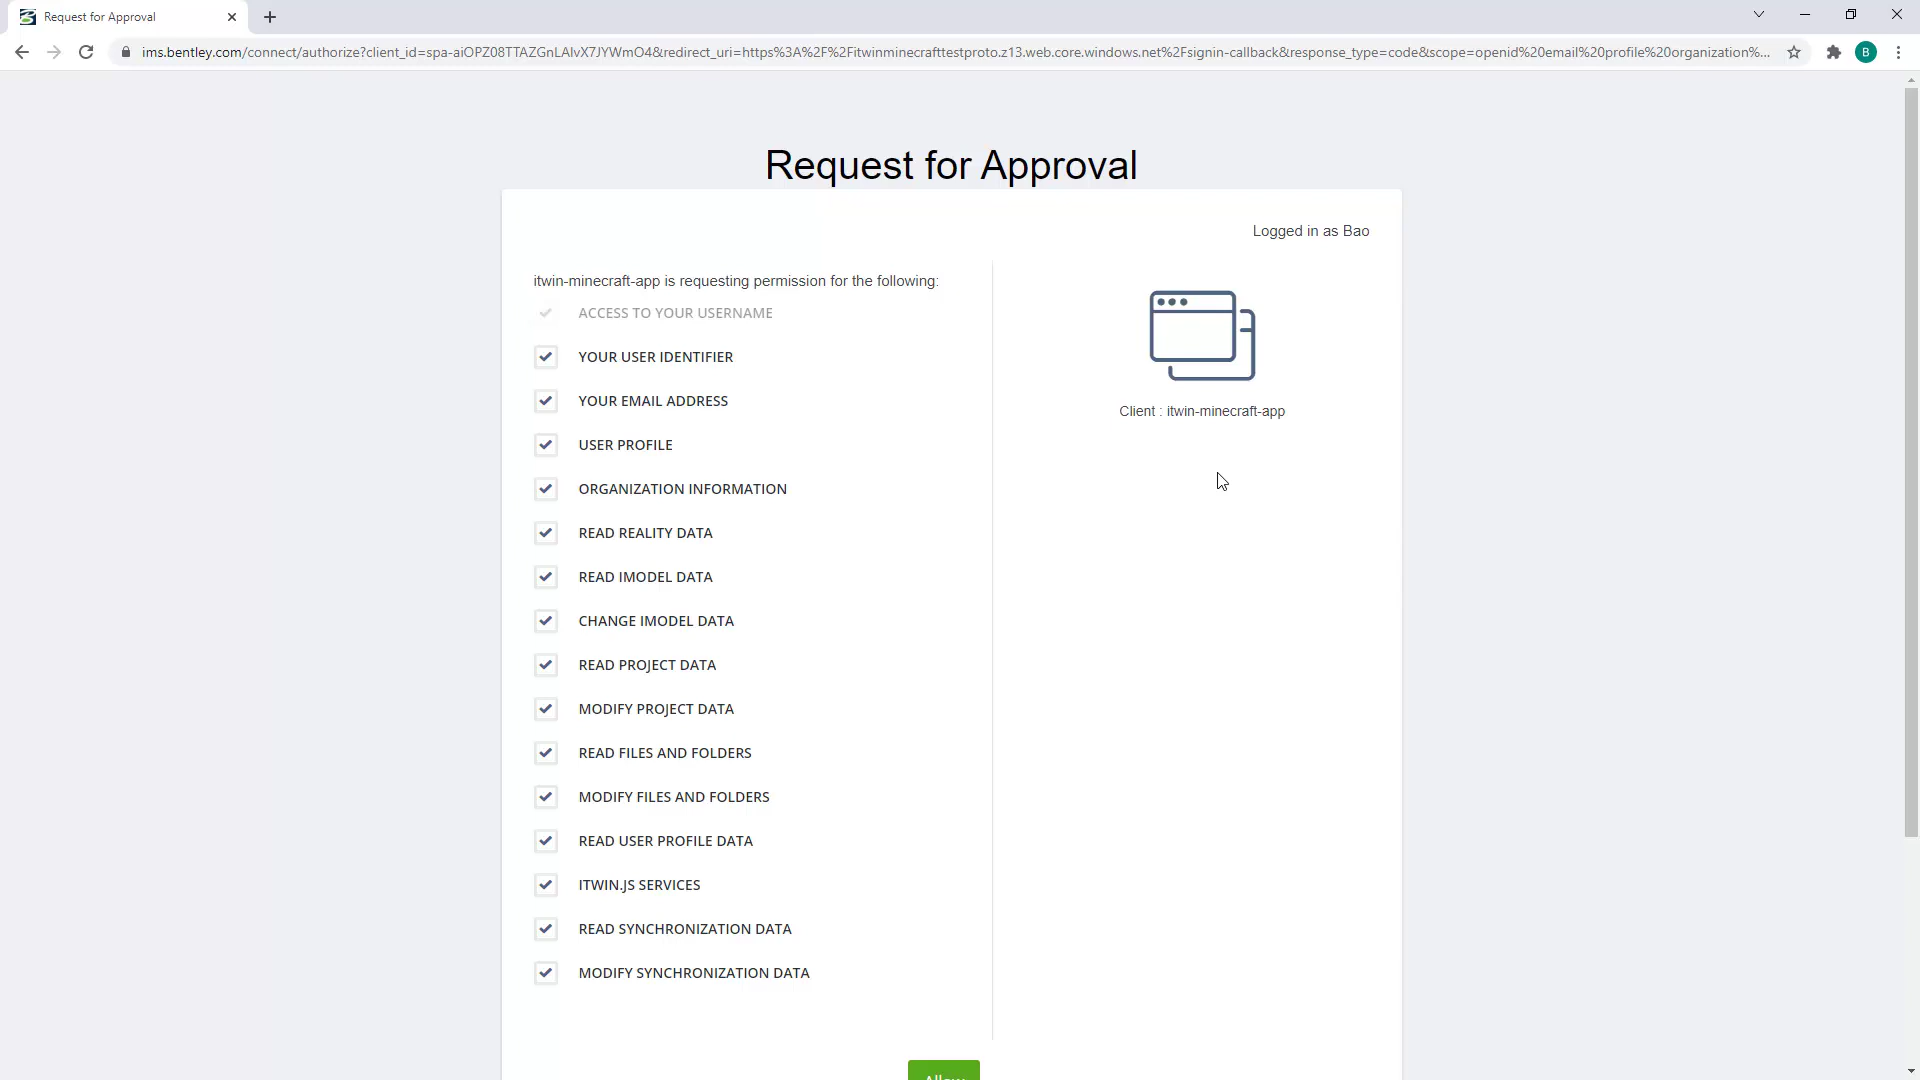 Request for Approval
ims.bentley.com/connect/authorize?client_id=spa-aiOPZ08TTAZGnLAIvX7JYWmO4&redirect_uri=https%3A%2F%2Fitwinminecrafttestproto.z13.web.core.windows.net%2Fsignin-callback&response_type=code&scope=openid%20email%20profile%20organization%...
B
Request for Approval
Logged in as Bao
itwin-minecraft-app is requesting permission for the following:
ACCESS TO YOUR USERNAME
YOUR USER IDENTIFIER
YOUR EMAIL ADDRESS
USER PROFILE
ORGANIZATION INFORMATION
READ REALITY DATA
READ IMODEL DATA
CHANGE IMODEL DATA
READ PROJECT DATA
MODIFY PROJECT DATA
READ FILES AND FOLDERS
MODIFY FILES AND FOLDERS
READ USER PROFILE DATA
ITWIN.JS SERVICES
READ SYNCHRONIZATION DATA
MODIFY SYNCHRONIZATION DATA
Client : itwin-minecraft-app
Allow